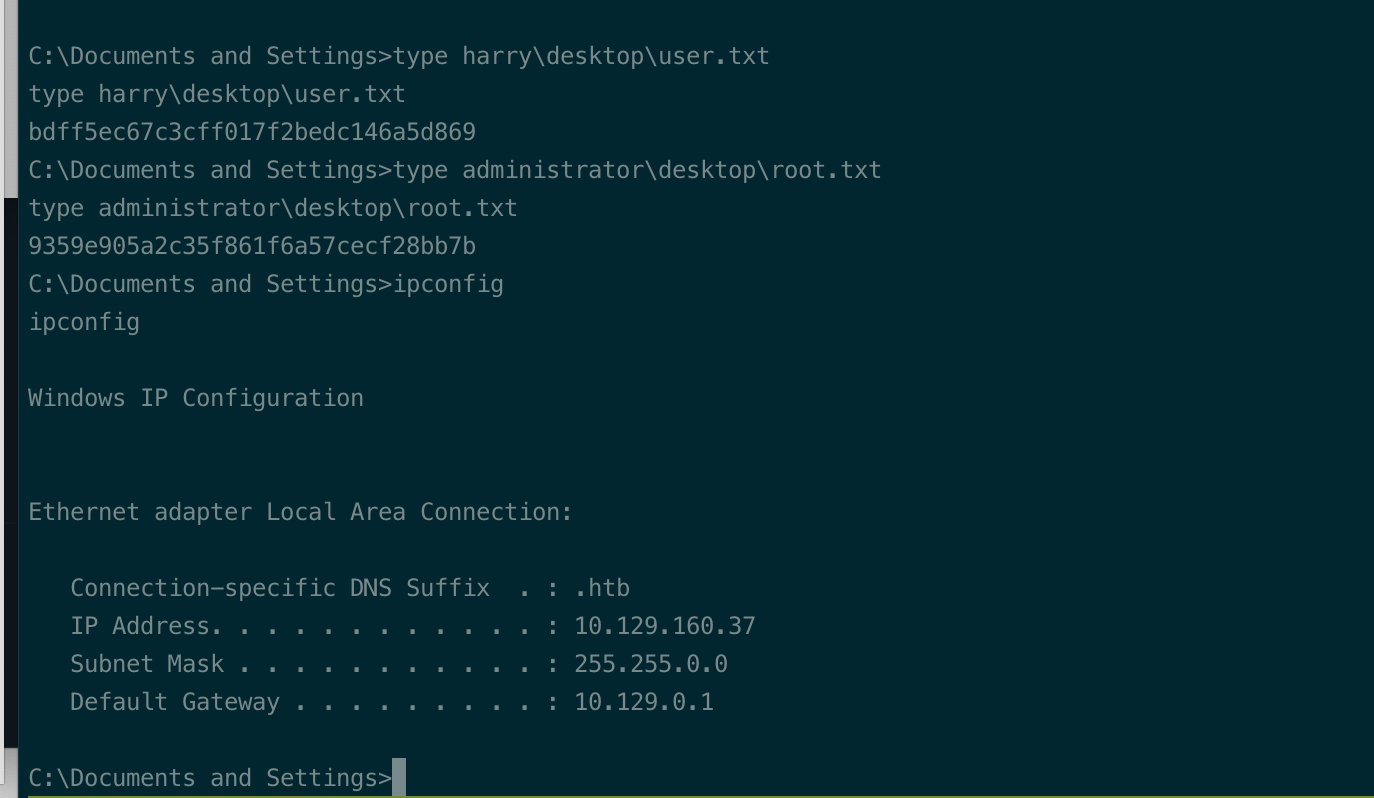 C:\Documents and Settings>type harry\desktop\user.txt
type harry\desktop\user.txt
bdff5ec67c3cff017f2bedc146a5d869
C:\Documents and Settings>type administrator\desktop\root.txt
type administrator\desktop\root.txt
9359e905a2c35f861f6a57cecf28bb7b
C:\Documents and Settings>ipconfig
ipconfig
Windows IP Configuration
Ethernet adapter Local Area Connection:
   Connection-specific DNS Suffix  . : .htb
   IP Address. . . . . . . . . . . . : 10.129.160.37
   Subnet Mask . . . . . . . . . . . : 255.255.0.0
   Default Gateway . . . . . . . . . : 10.129.0.1
C:\Documents and Settings>